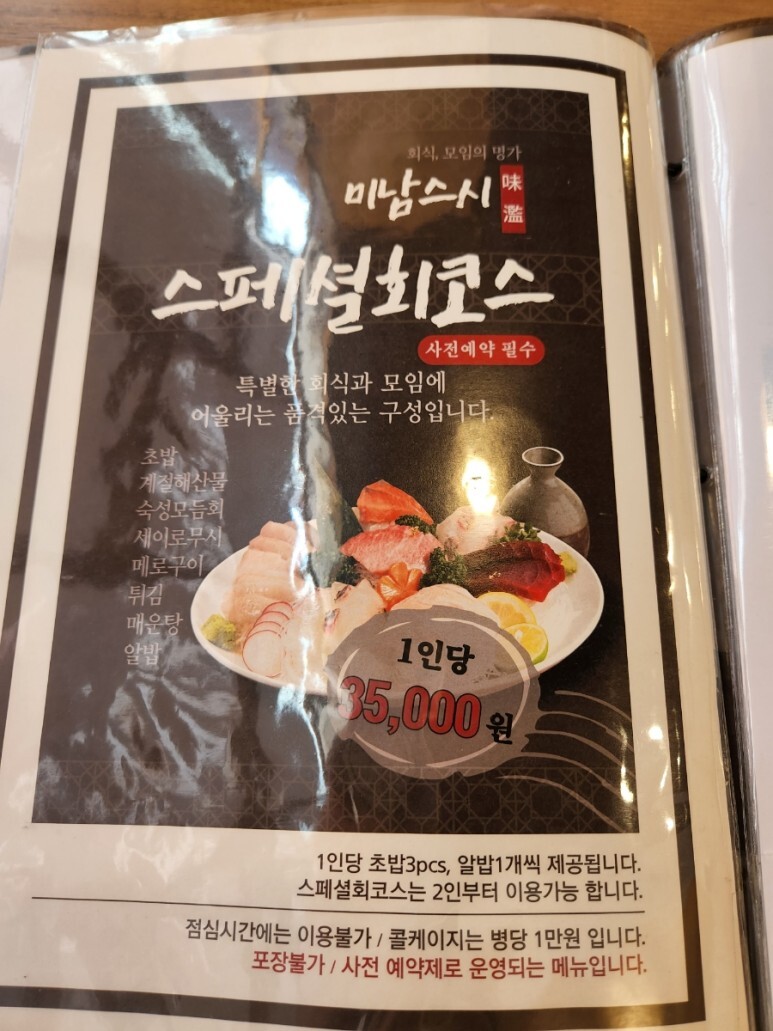 회식, 모임의 명가
미남스시 味濫
스페셜회코스
사전예약 필수
특별한 회식과 모임에
어울리는 품격있는 구성입니다.
초밥
계절해산물
숙성모듬회
세이로무시
메로구이
튀김
매운탕
알밥
1인당
35,000원
1인당 초밥3pcs, 알밥1개씩 제공됩니다.
스페셜회코스는 2인부터 이용가능 합니다.
점심시간에는 이용불가 / 콜케이지는 병당 1만원 입니다.
포장불가 / 사전 예약제로 운영되는 메뉴입니다.